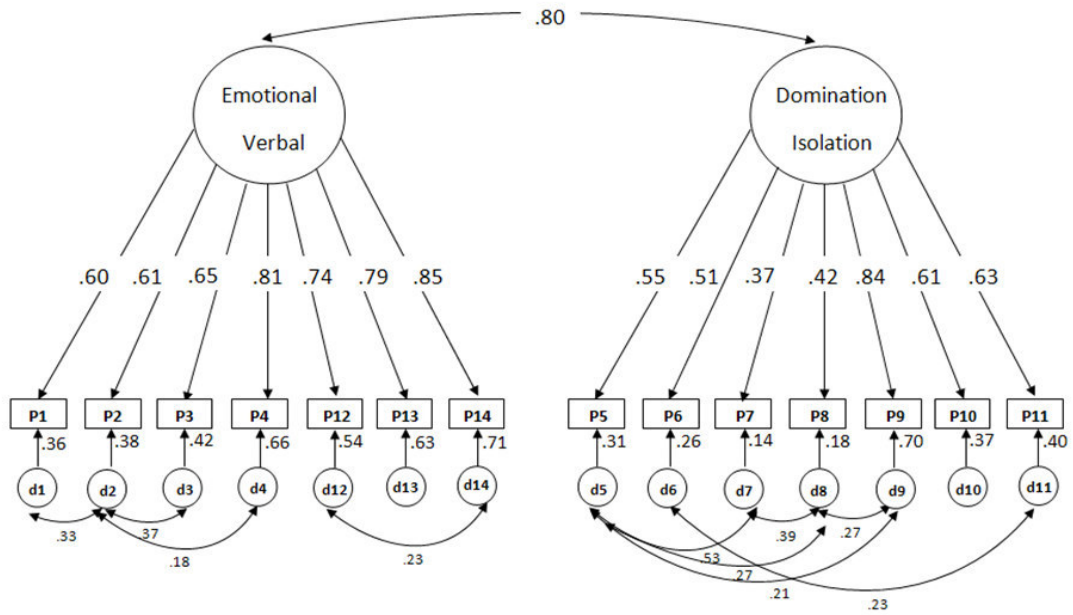 .80
Emotional
Verbal
Domination
Isolation
.60 .61 .65 .81 .74 .79 .85
.55 .51 .37 .42 .84 .61 .63
P1 P2 P3 P4 P12 P13 P14
P5 P6 P7 P8 P9 P10 P11
.36 .38 .42 .66 .54 .63 .71
.31 .26 .14 .18 .70 .37 .40
d1 d2 d3 d4 d12 d13 d14
d5 d6 d7 d8 d9 d10 d11
.33 .37 .18 .23
.39 .27
.53
.27
.21
.23